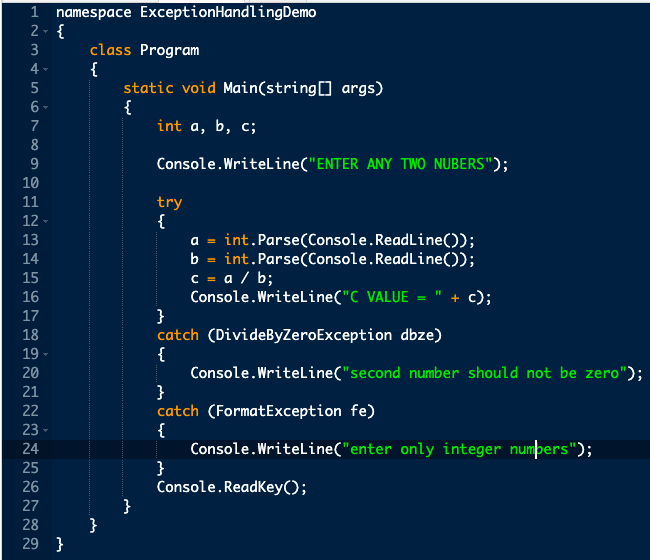 1 namespace ExceptionHandlingDemo
2 {
3     class Program
4     {
5         static void Main(string[] args)
6         {
7             int a, b, c;
8
9             Console.WriteLine("ENTER ANY TWO NUBERS");
10
11             try
12             {
13                 a = int.Parse(Console.ReadLine());
14                 b = int.Parse(Console.ReadLine());
15                 c = a / b;
16                 Console.WriteLine("C VALUE = " + c);
17             }
18             catch (DivideByZeroException dbze)
19             {
20                 Console.WriteLine("second number should not be zero");
21             }
22             catch (FormatException fe)
23             {
24                 Console.WriteLine("enter only integer numbers");
25             }
26             Console.ReadKey();
27         }
28     }
29 }